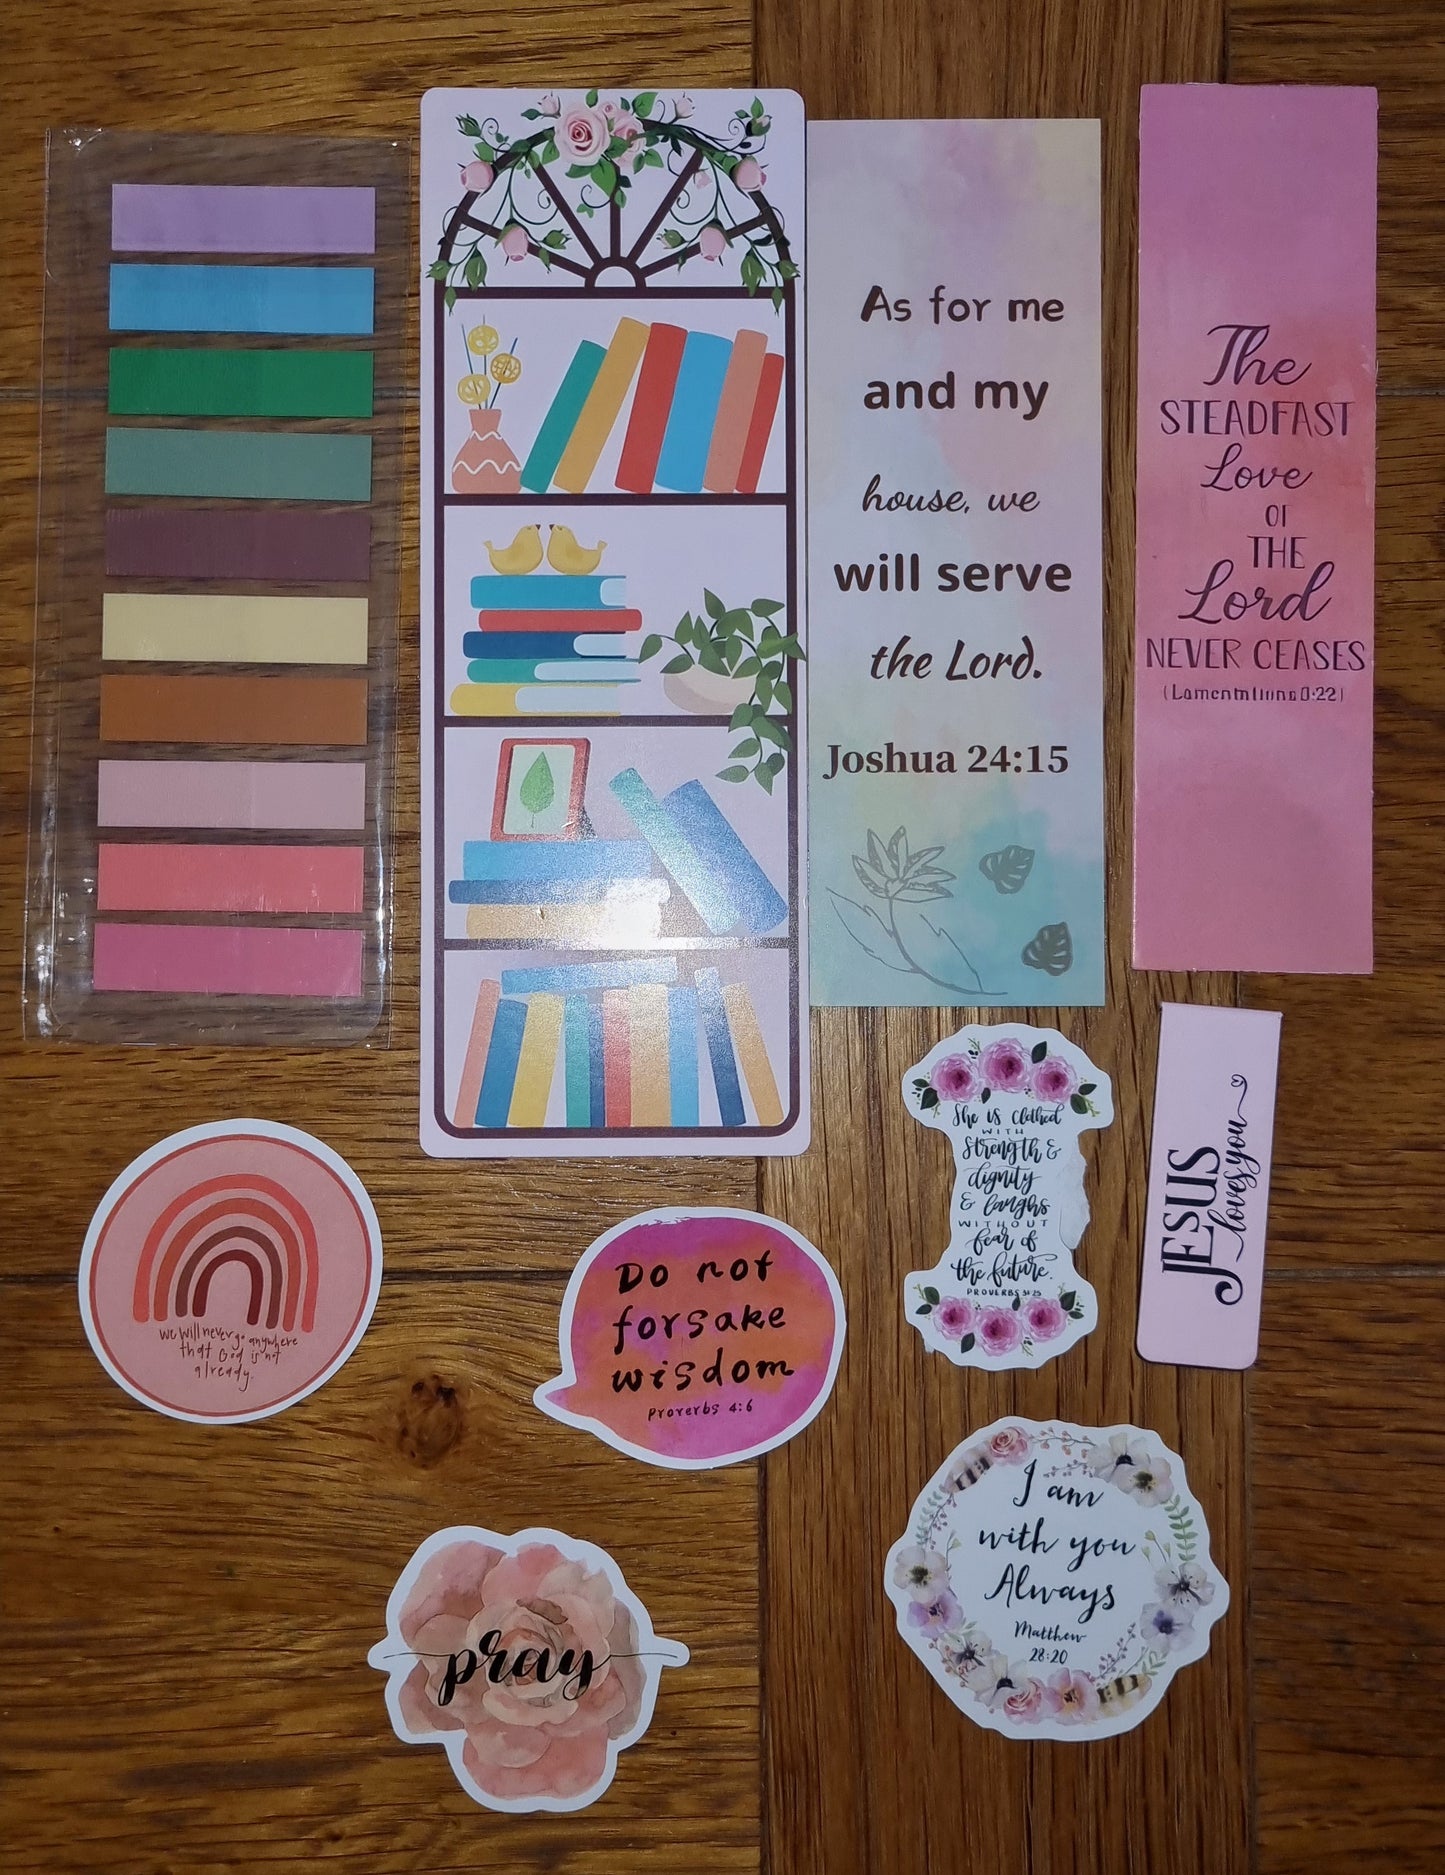 As for me
and my
house, we
will serve
the Lord.
Joshua 24:15
The
STEADFAST
Love
OF
THE
Lord
NEVER CEASES
She is clothed
WITH
Strength &
dignity
& laughs
WITHOUT
fear of
the future.
PROVERBS 31:25
JESUS
loves you
we will never go anywhere
that God is not
already.
Do not
forsake
wisdom
Proverbs 4:6
I am
with you
Always
Matthew
28:20
pray